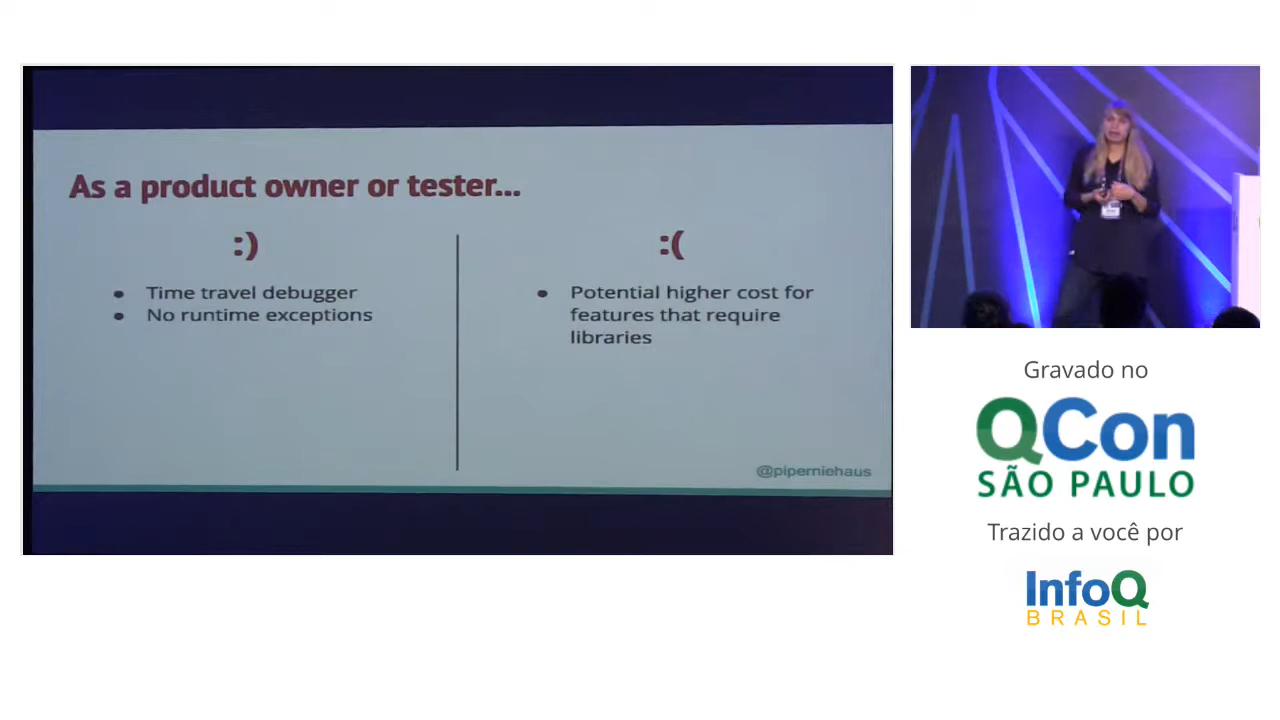 As a product owner or tester...
:)
● Time travel debugger
● No runtime exceptions
:(
● Potential higher cost for
features that require
libraries
@piperniehaus
Gravado no
QCon
SÃO PAULO
Trazido a você por
InfoQ
BRASIL